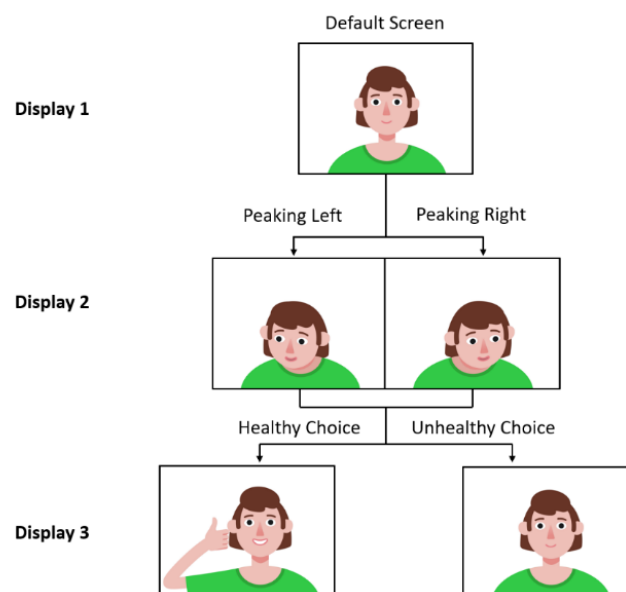 Default Screen
Display 1
Peaking Left
Peaking Right
Display 2
Healthy Choice
Unhealthy Choice
Display 3